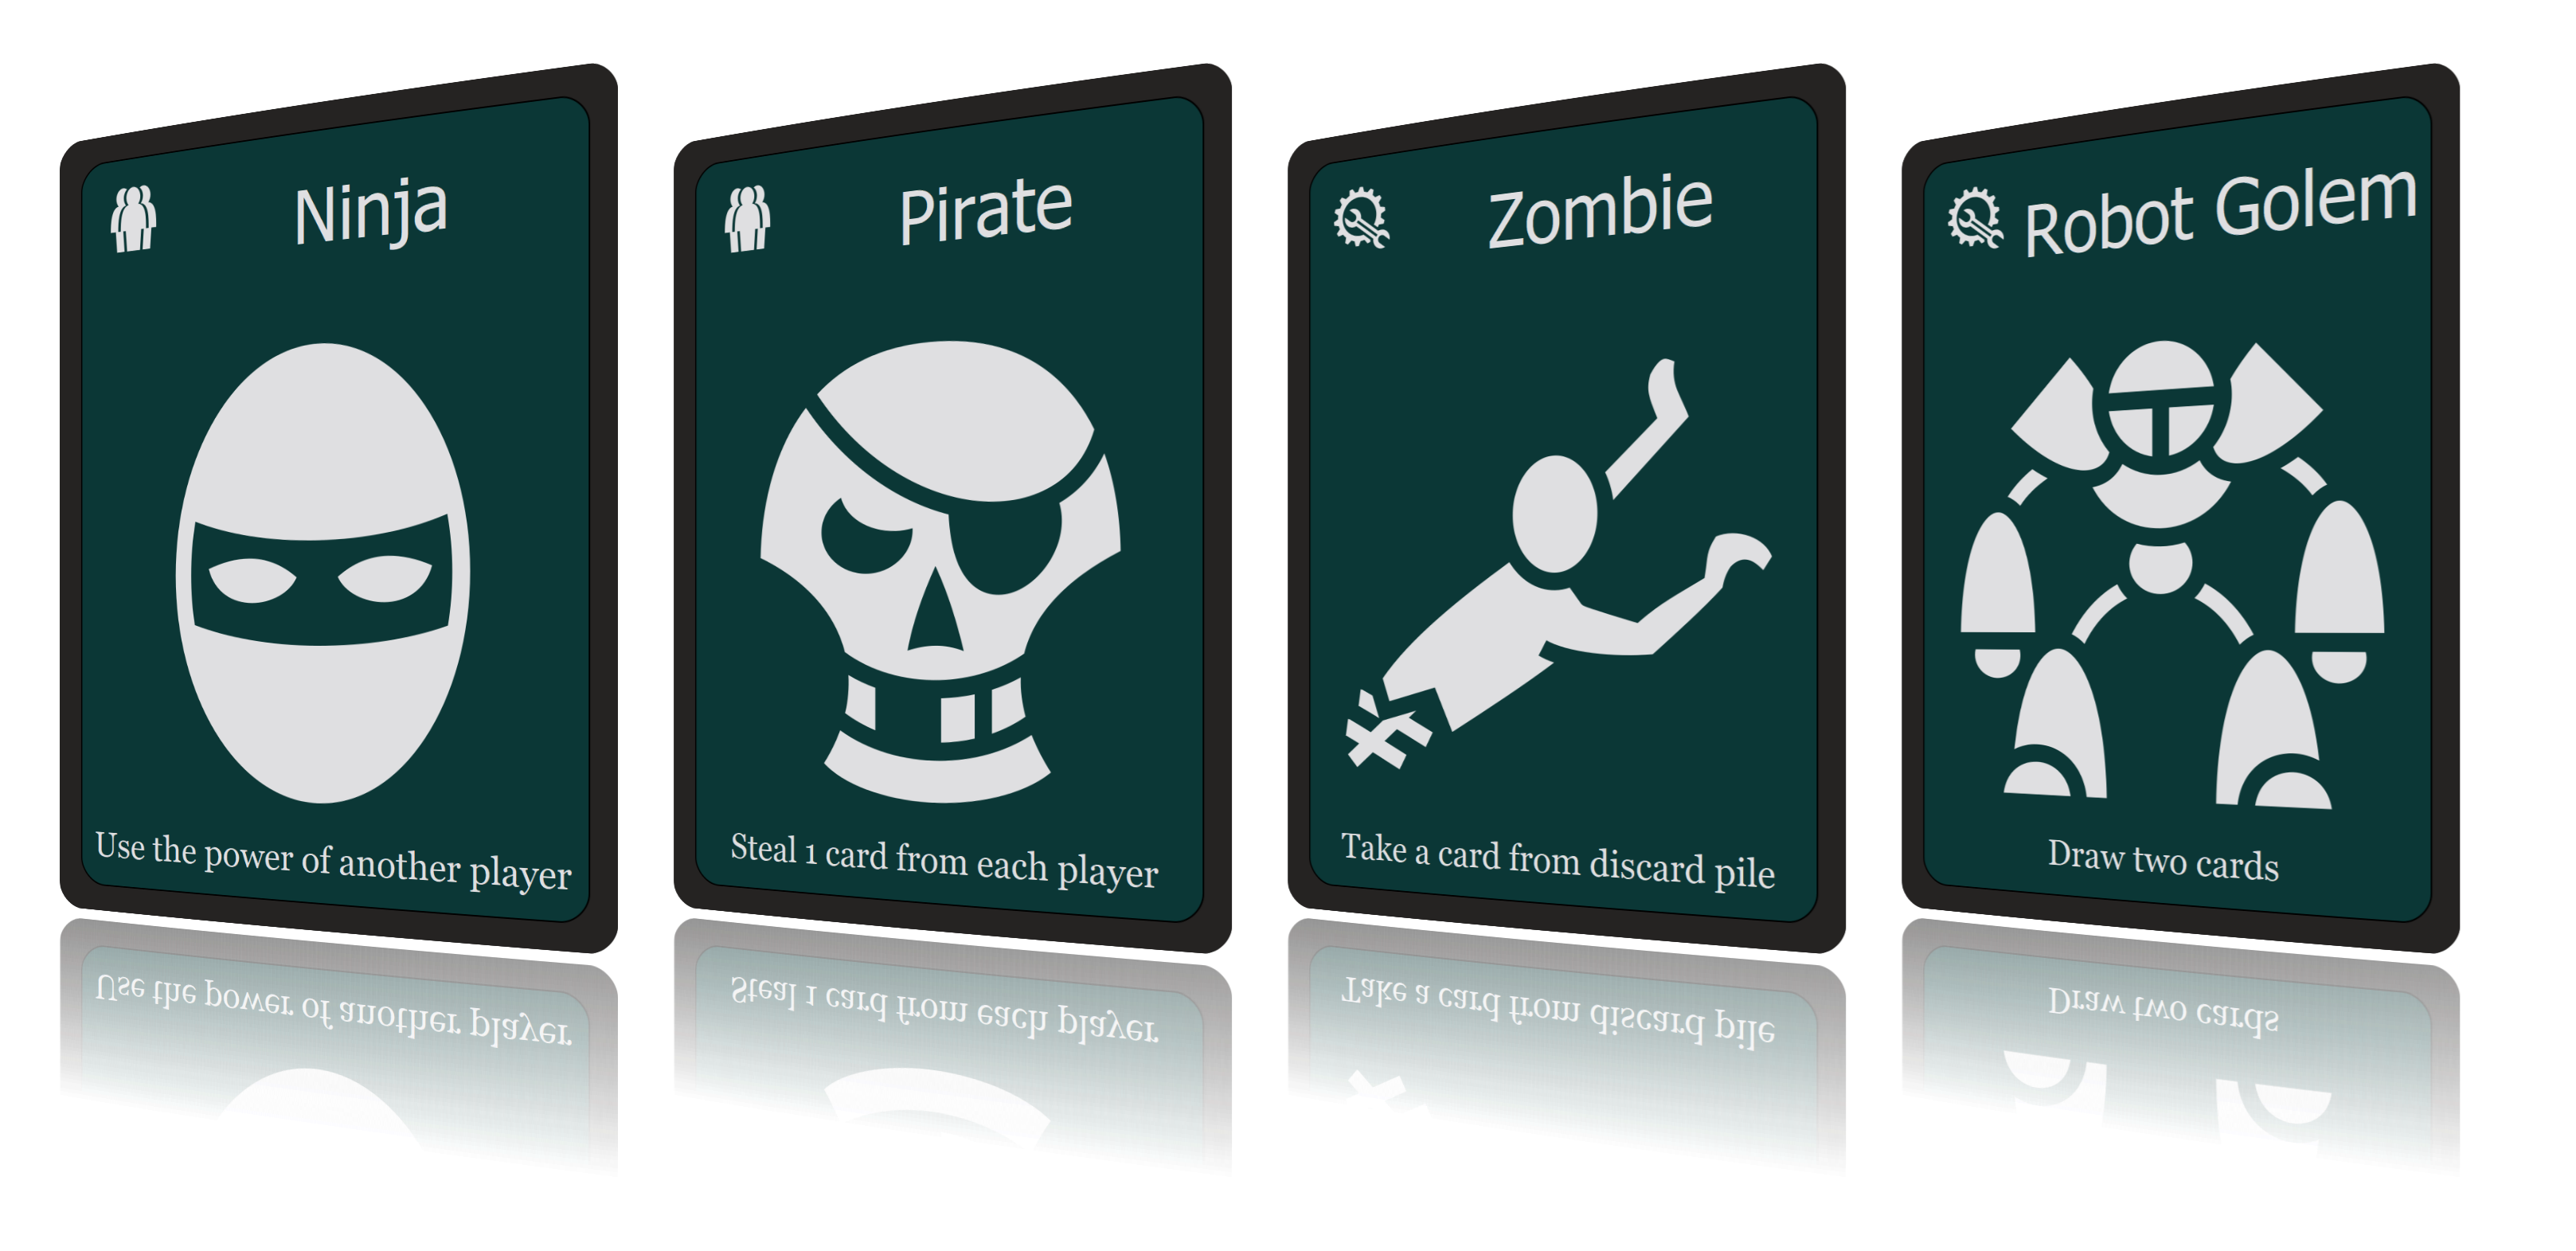 Ninja
Use the power of another player
Pirate
Steal 1 card from each player
Zombie
Take a card from discard pile
Robot Golem
Draw two cards